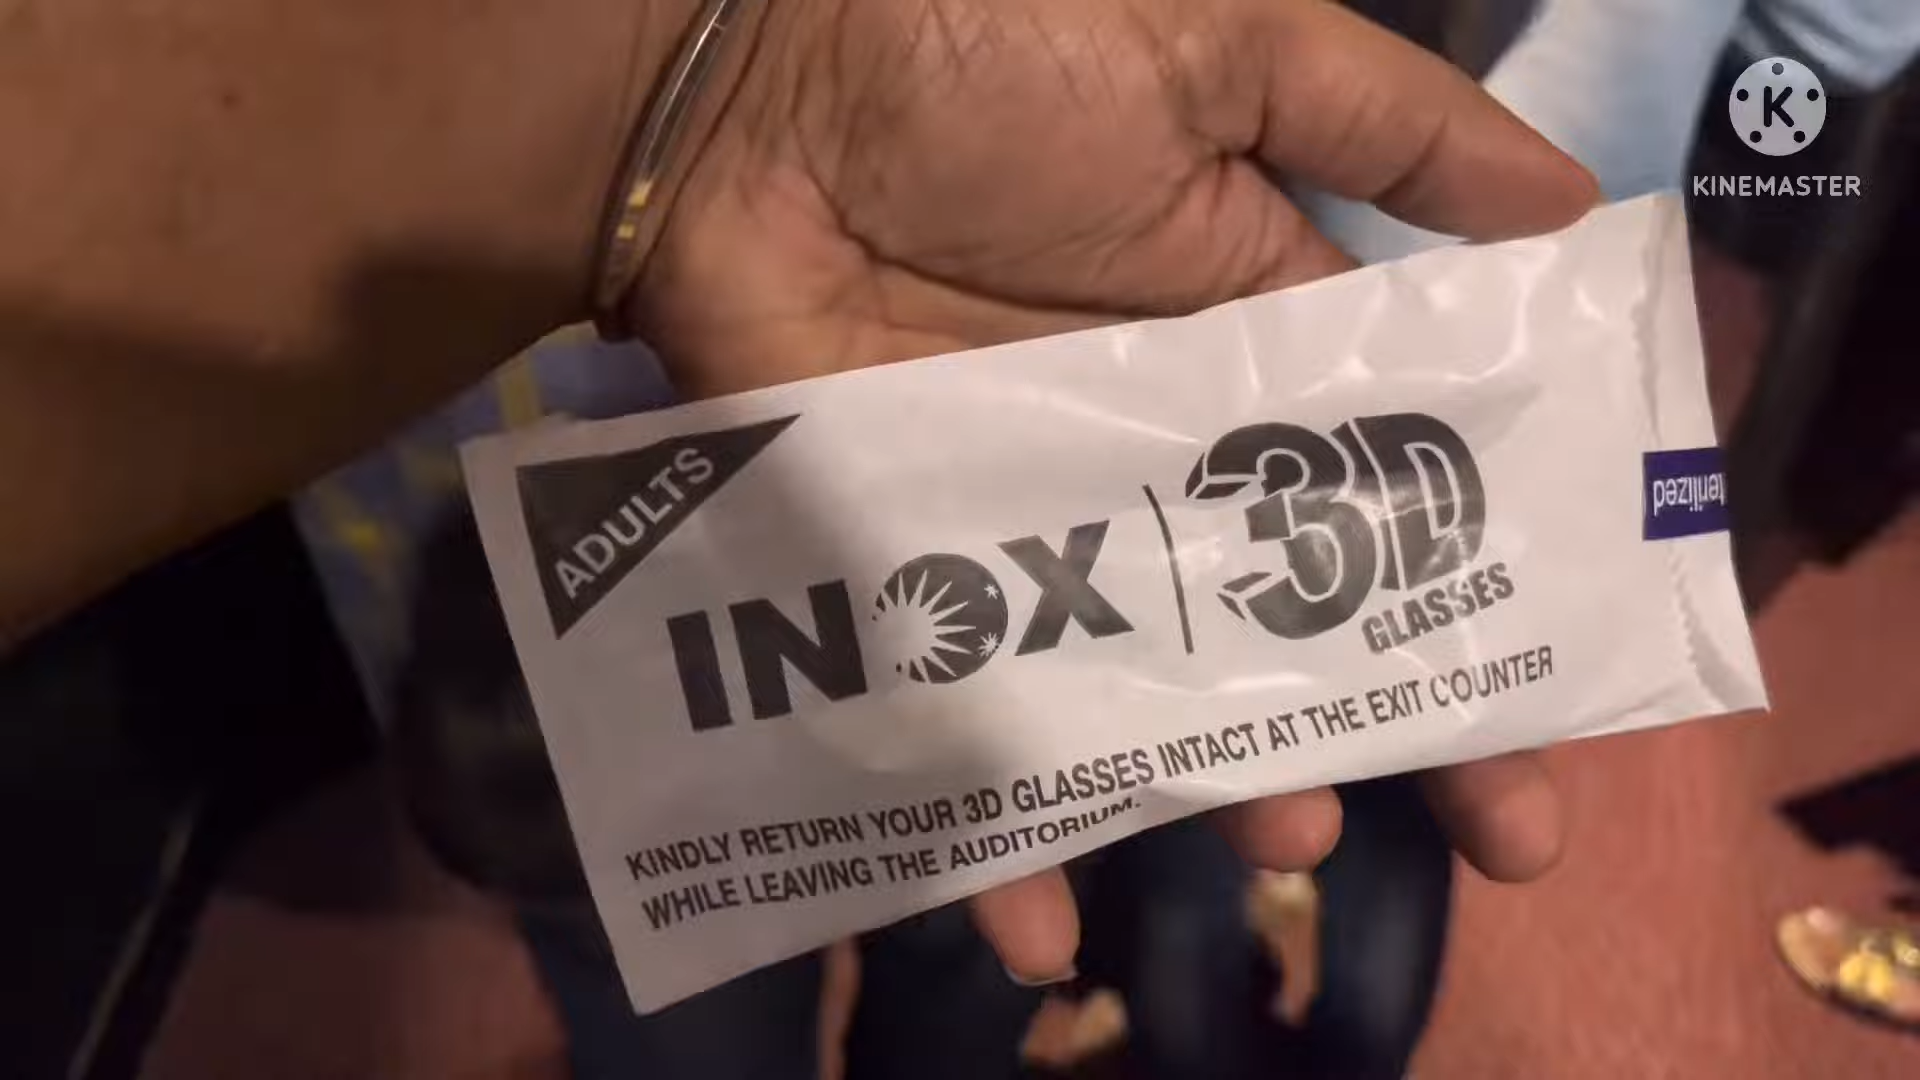 K
KINEMASTER
ADULTS
INOX | 3D
GLASSES
terilized
KINDLY RETURN YOUR 3D GLASSES INTACT AT THE EXIT COUNTER
WHILE LEAVING THE AUDITORIUM.